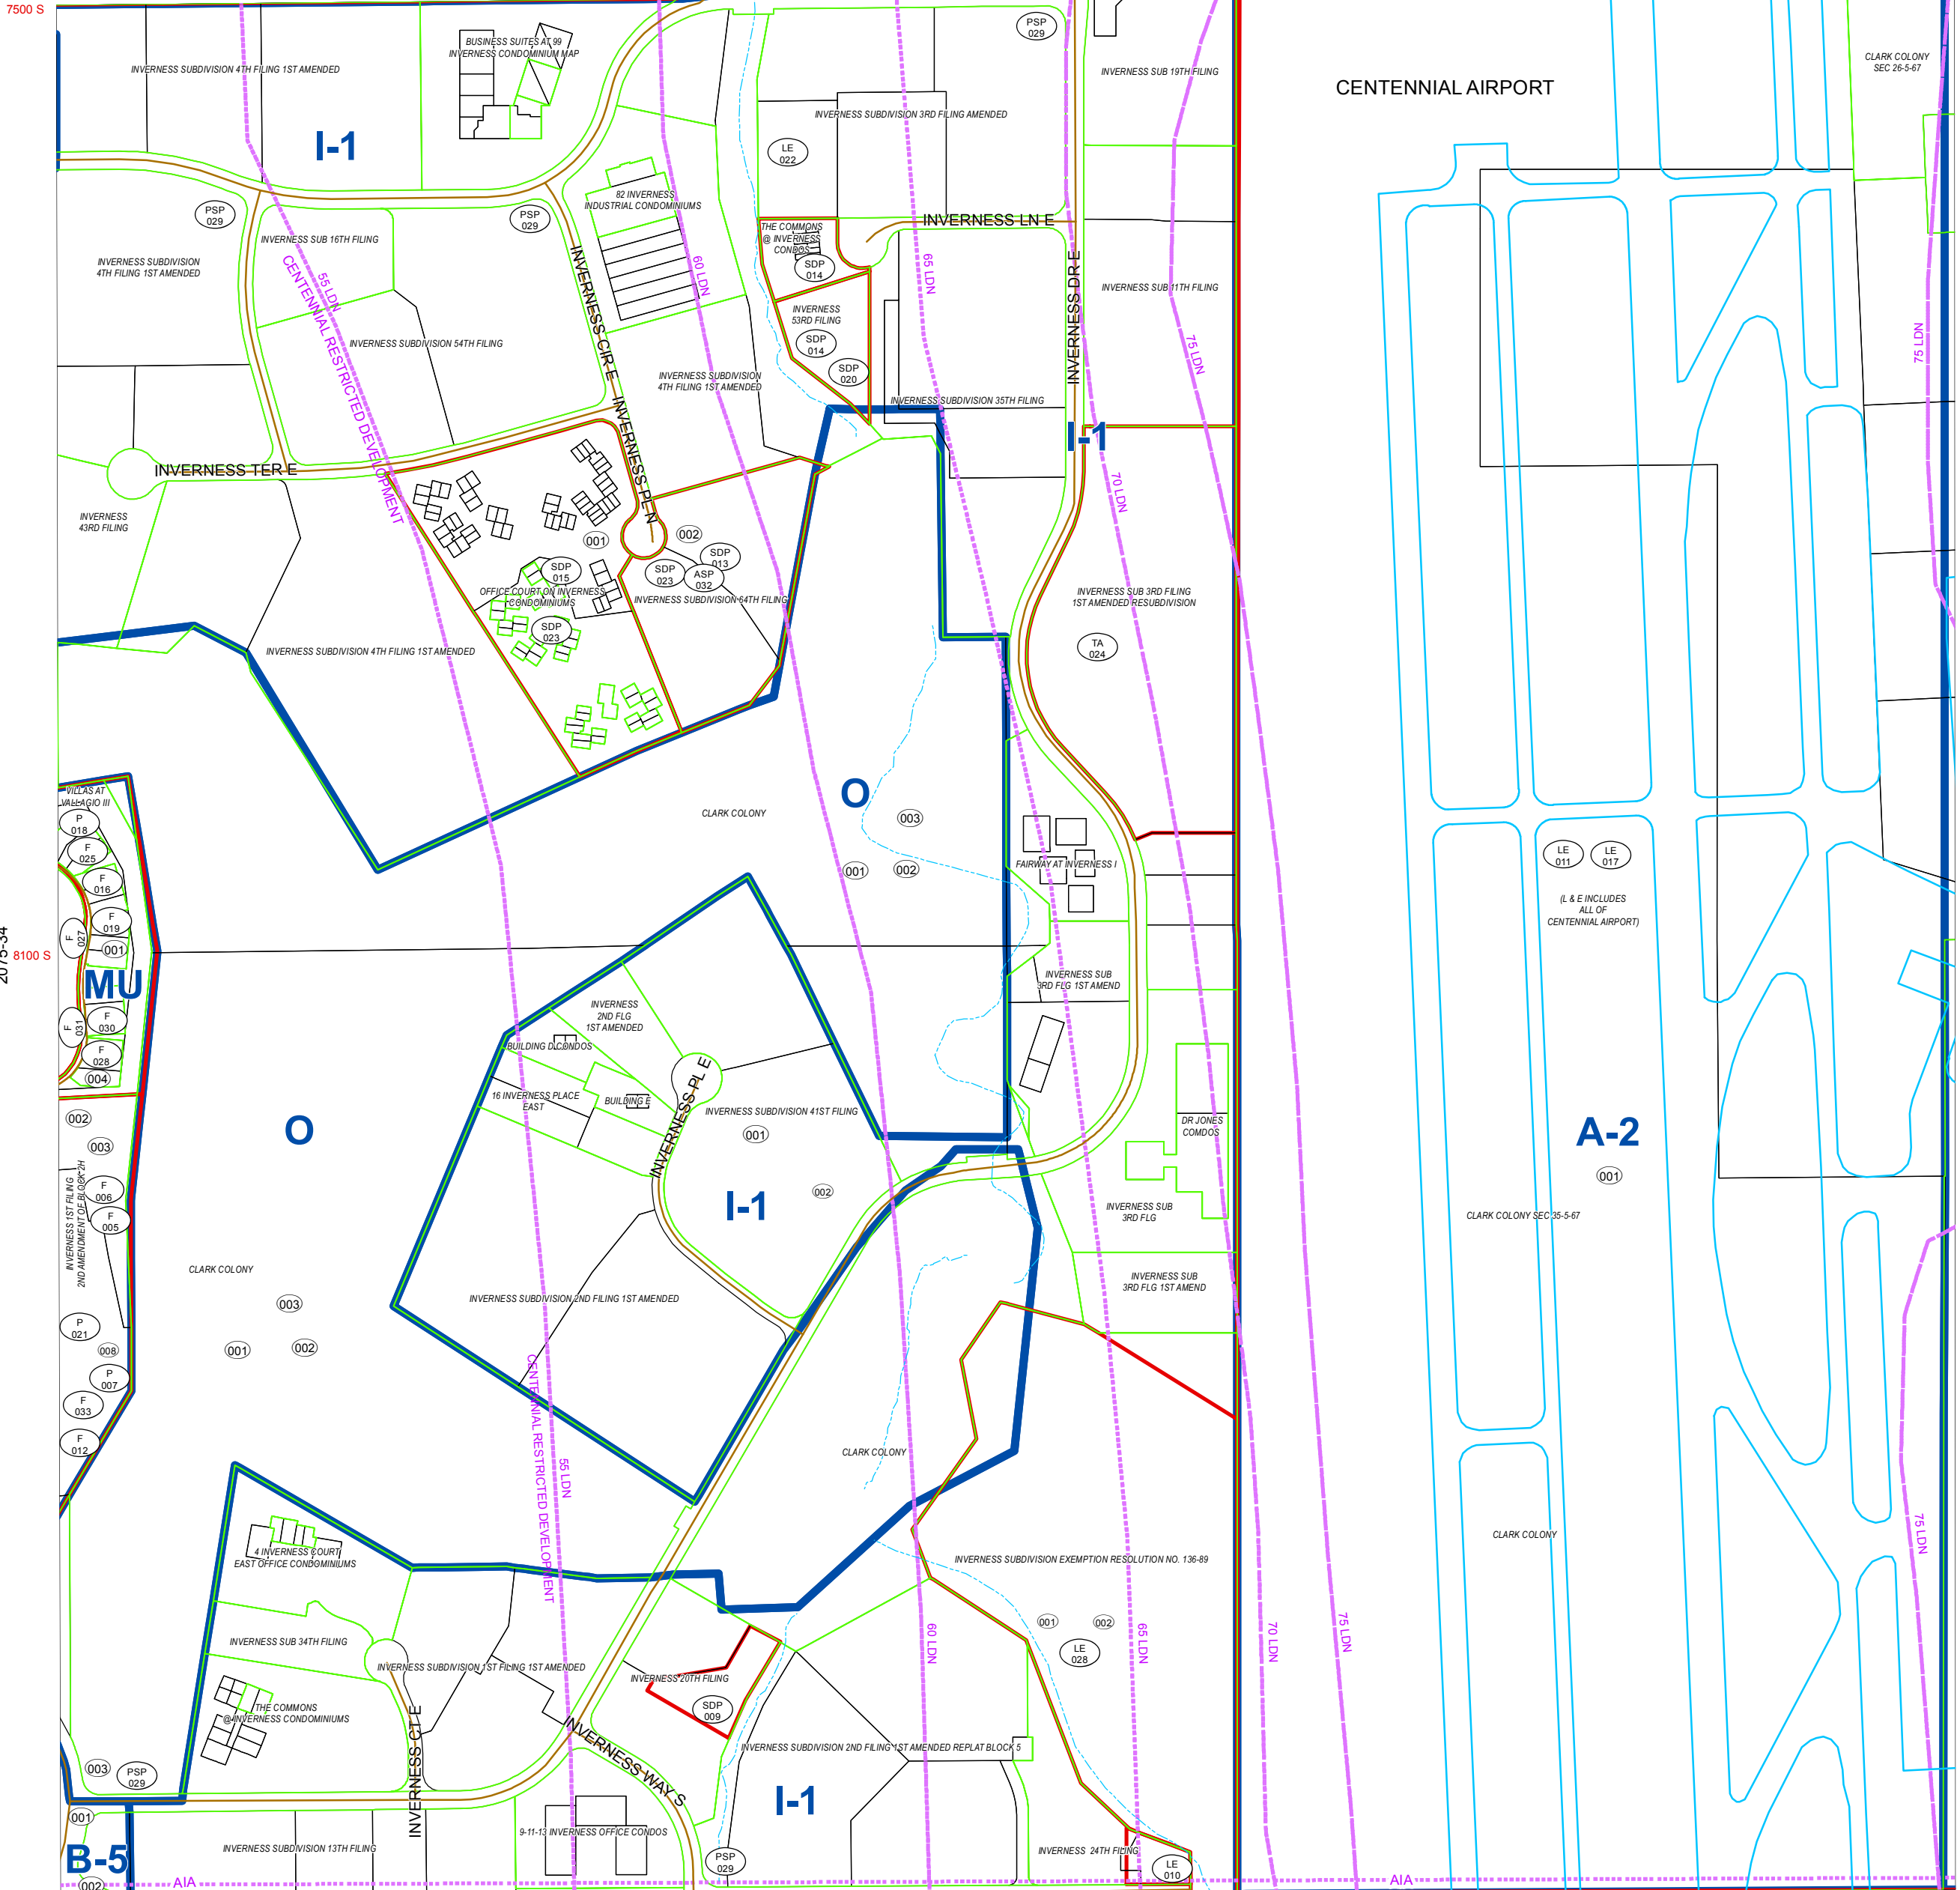 7500 S
PSP
029
BUSINESS SUITES AT 99
INVERNESS CONDOMINIUM MAP
INVERNESS SUBDIVISION 4TH FILING 1ST AMENDED
INVERNESS SUB 19TH FILING
CENTENNIAL AIRPORT
CLARK COLONY
SEC 26-5-67
INVERNESS SUBDIVISION 3RD FILING AMENDED
I-1
LE
022
82 INVERNESS
INDUSTRIAL CONDOMINIUMS
PSP
029
PSP
029
INVERNESS LN E
THE COMMONS
@ INVERNESS
CONDOS
SDP
014
INVERNESS SUB 16TH FILING
INVERNESS SUBDIVISION
4TH FILING 1ST AMENDED
55 LDN
CENTENNIAL RESTRICTED DEVELOPMENT
60 LDN
65 LDN
INVERNESS DR E
INVERNESS SUB 11TH FILING
INVERNESS CIR E
INVERNESS
53RD FILING
SDP
014
INVERNESS SUBDIVISION 54TH FILING
75 LDN
75 LDN
SDP
020
INVERNESS SUBDIVISION
4TH FILING 1ST AMENDED
INVERNESS SUBDIVISION 35TH FILING
I-1
INVERNESS PL N
INVERNESS TER E
70 LDN
INVERNESS
43RD FILING
001
002
SDP
013
SDP
015
SDP
023
ASP
032
OFFICE COURT ON INVERNESS
CONDOMINIUMS
INVERNESS SUBDIVISION 64TH FILING
INVERNESS SUB 3RD FILING
1ST AMENDED RESUBDIVISION
SDP
023
TA
024
INVERNESS SUBDIVISION 4TH FILING 1ST AMENDED
VILLAS AT
VALLAGIO III
P
018
O
CLARK COLONY
003
F
025
FAIRWAY AT INVERNESS I
001
002
LE
011
LE
017
F
016
(L & E INCLUDES
ALL OF
CENTENNIAL AIRPORT)
F
019
F
027
001
2075-34
8100 S
MU
INVERNESS SUB
3RD FLG 1ST AMEND
INVERNESS
2ND FLG
1ST AMENDED
F
030
F
031
BUILDING D CONDOS
F
028
004
16 INVERNESS PLACE
EAST
BUILDING E
INVERNESS PL E
INVERNESS SUBDIVISION 41ST FILING
001
002
O
DR JONES
COMDOS
A-2
001
003
INVERNESS 1ST FILING
2ND AMENDMENT OF BLOCK 2H
F
006
F
005
I-1
002
INVERNESS SUB
3RD FLG
CLARK COLONY SEC 35-5-67
CLARK COLONY
INVERNESS SUB
3RD FLG 1ST AMEND
003
INVERNESS SUBDIVISION 2ND FILING 1ST AMENDED
P
021
008
001
002
P
007
F
033
F
012
CENTENNIAL RESTRICTED DEVELOPMENT
55 LDN
CLARK COLONY
CLARK COLONY
75 LDN
4 INVERNESS COURT
EAST OFFICE CONDOMINIUMS
INVERNESS SUBDIVISION EXEMPTION RESOLUTION NO. 136-89
001
002
LE
028
60 LDN
65 LDN
70 LDN
75 LDN
INVERNESS SUB 34TH FILING
INVERNESS SUBDIVISION 1ST FILING 1ST AMENDED
INVERNESS 20TH FILING
SDP
009
THE COMMONS
@ INVERNESS CONDOMINIUMS
INVERNESS CT E
INVERNESS WAY S
INVERNESS SUBDIVISION 2ND FILING 1ST AMENDED REPLAT BLOCK 5
003
PSP
029
I-1
001
9-11-13 INVERNESS OFFICE CONDOS
INVERNESS SUBDIVISION 13TH FILING
INVERNESS 24TH FILING
B-5
PSP
029
LE
010
002
AIA
AIA